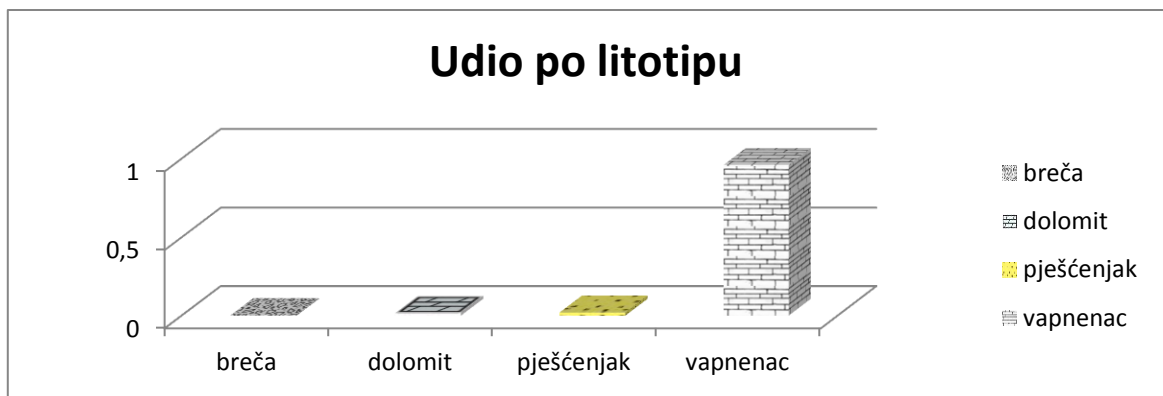 Udio po litotipu
1
0,5
0
breča
dolomit
pješćenjak
vapnenac
breča
dolomit
pješćenjak
vapnenac